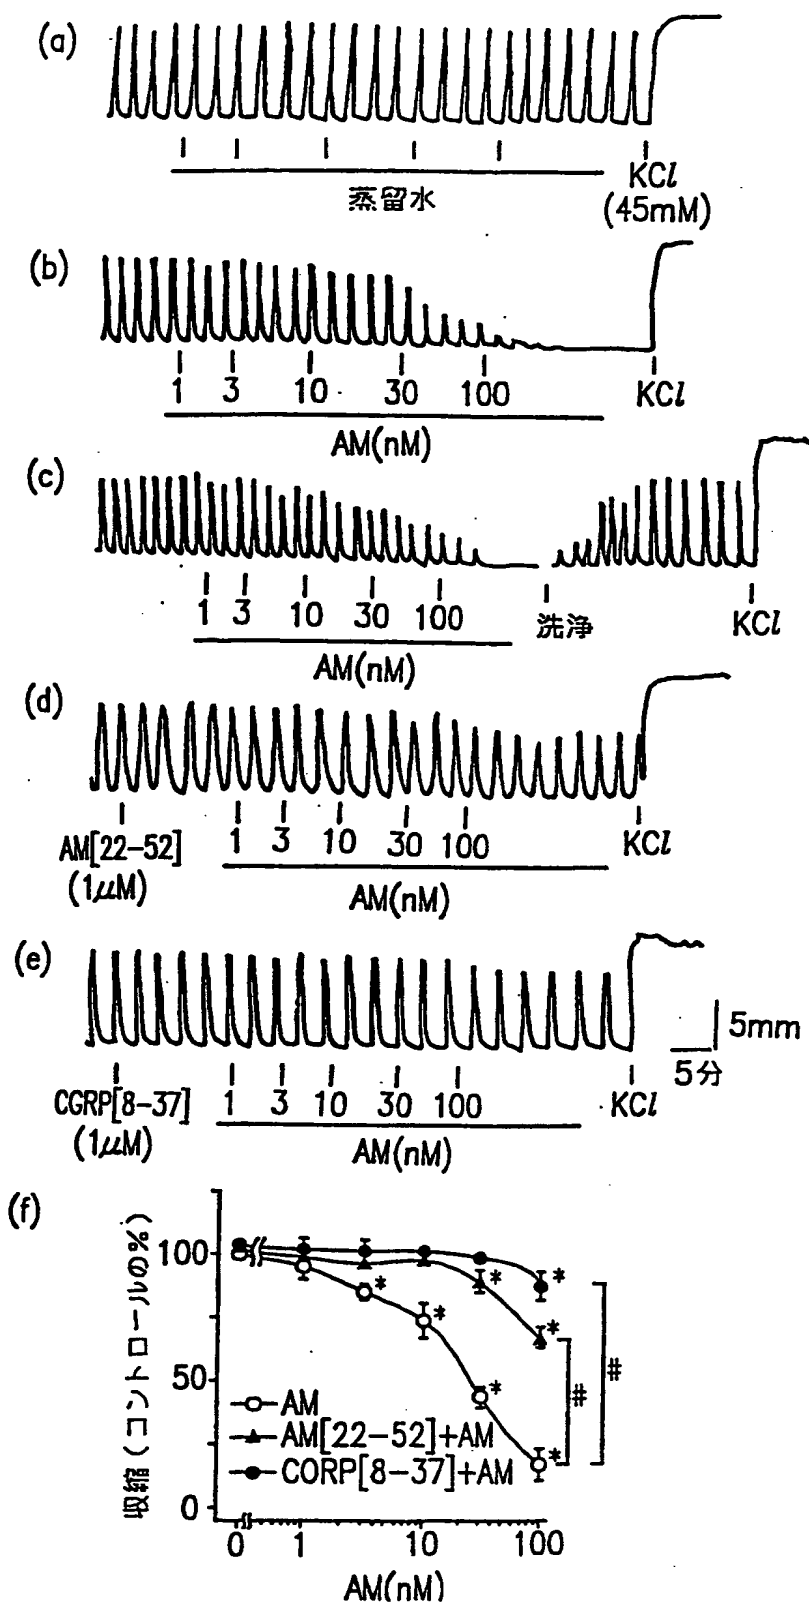 (a)
蒸留水
KCl
(45mM)
(b)
1 3 10 30 100 KCl
AM(nM)
(c)
1 3 10 30 100 洗浄 KCl
AM(nM)
(d)
AM[22-52] 1 3 10 30 100 KCl
(1μM)
AM(nM)
(e)
5mm
5分
CGRP[8-37] 1 3 10 30 100 KCl
(1μM)
AM(nM)
(f)
収縮(コントロールの%)
100
50
0
* * * * * * * * #
#
AM
AM[22-52]+AM
CORP[8-37]+AM
0 1 10 100
AM(nM)